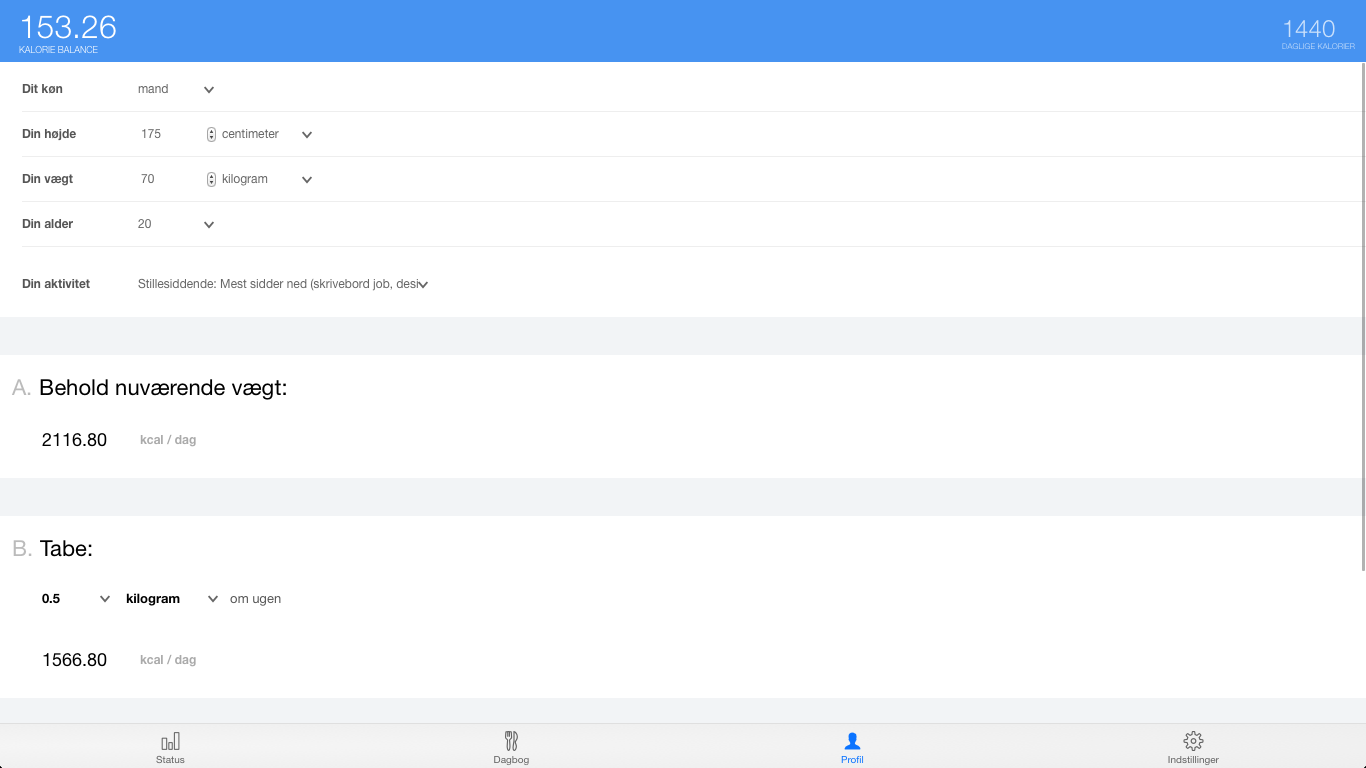 153.26
KALORIE BALANCE
1440
DAGLIGE KALORIER
Dit køn mand
Din højde 175 centimeter
Din vægt 70 kilogram
Din alder 20
Din aktivitet Stillesiddende: Mest sidder ned (skrivebord job, desi
A. Behold nuværende vægt:
2116.80 kcal / dag
B. Tabe:
0.5 kilogram om ugen
1566.80 kcal / dag
Status Dagbog Profil Indstillinger